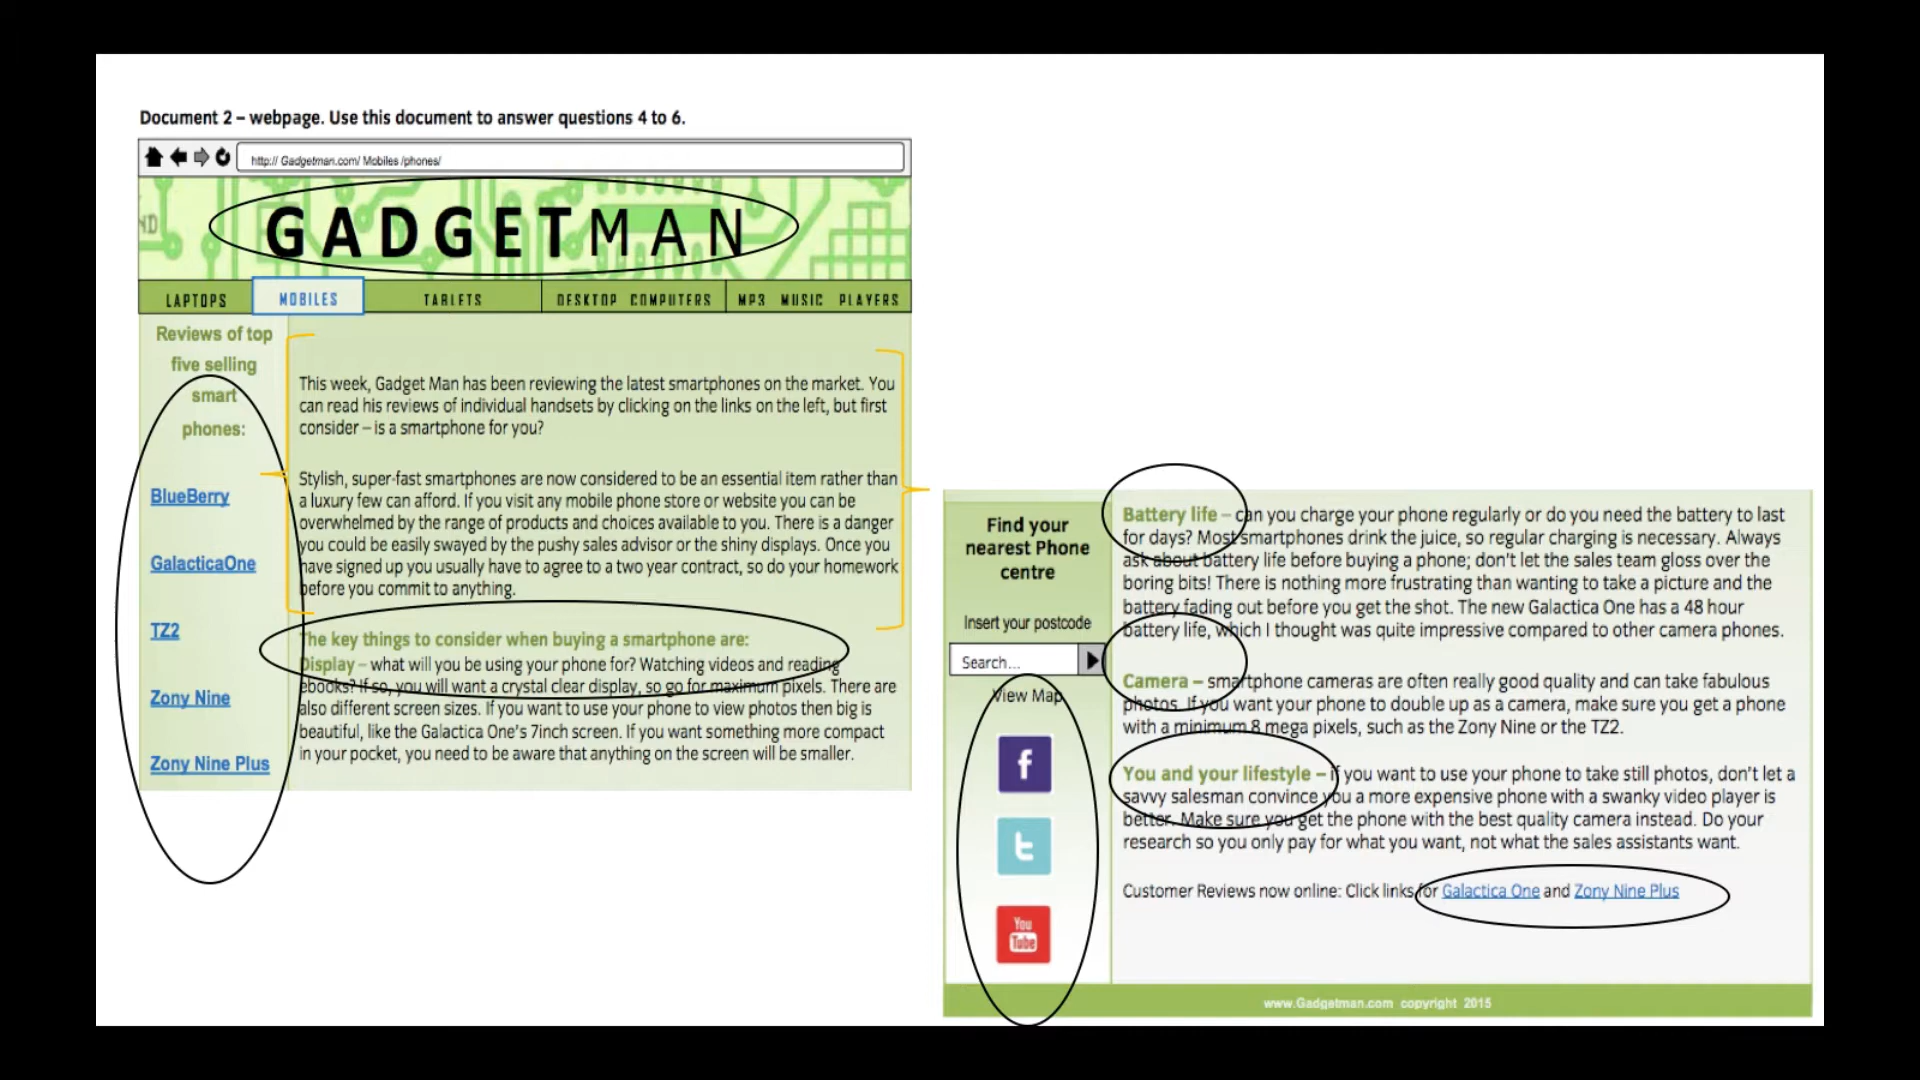 Document 2 – webpage. Use this document to answer questions 4 to 6.
http:// Gadgetman.com/ Mobiles /phones/
ND
GADGETMAN
LAPTOPS MOBILES TABLETS DESKTOP COMPUTERS MP3 MUSIC PLAYERS
Reviews of top
five selling
smart
phones:
BlueBerry
GalacticaOne
TZ2
Zony Nine
Zony Nine Plus
This week, Gadget Man has been reviewing the latest smartphones on the market. You
can read his reviews of individual handsets by clicking on the links on the left, but first
consider – is a smartphone for you?
Stylish, super-fast smartphones are now considered to be an essential item rather than
a luxury few can afford. If you visit any mobile phone store or website you can be
overwhelmed by the range of products and choices available to you. There is a danger
you could be easily swayed by the pushy sales advisor or the shiny displays. Once you
have signed up you usually have to agree to a two year contract, so do your homework
before you commit to anything.
The key things to consider when buying a smartphone are:
Display – what will you be using your phone for? Watching videos and reading
ebooks? If so, you will want a crystal clear display, so go for maximum pixels. There are
also different screen sizes. If you want to use your phone to view photos then big is
beautiful, like the Galactica One's 7inch screen. If you want something more compact
in your pocket, you need to be aware that anything on the screen will be smaller.
Find your
nearest Phone
centre
Insert your postcode
Search...
View Map
f
t
You
Tube
Battery life – can you charge your phone regularly or do you need the battery to last
for days? Most smartphones drink the juice, so regular charging is necessary. Always
ask about battery life before buying a phone; don't let the sales team gloss over the
boring bits! There is nothing more frustrating than wanting to take a picture and the
battery fading out before you get the shot. The new Galactica One has a 48 hour
battery life, which I thought was quite impressive compared to other camera phones.
Camera – smartphone cameras are often really good quality and can take fabulous
photos. If you want your phone to double up as a camera, make sure you get a phone
with a minimum 8 mega pixels, such as the Zony Nine or the TZ2.
You and your lifestyle – if you want to use your phone to take still photos, don't let a
savvy salesman convince you a more expensive phone with a swanky video player is
better. Make sure you get the phone with the best quality camera instead. Do your
research so you only pay for what you want, not what the sales assistants want.
Customer Reviews now online: Click links for Galactica One and Zony Nine Plus
www.Gadgetman.com copyright 2015